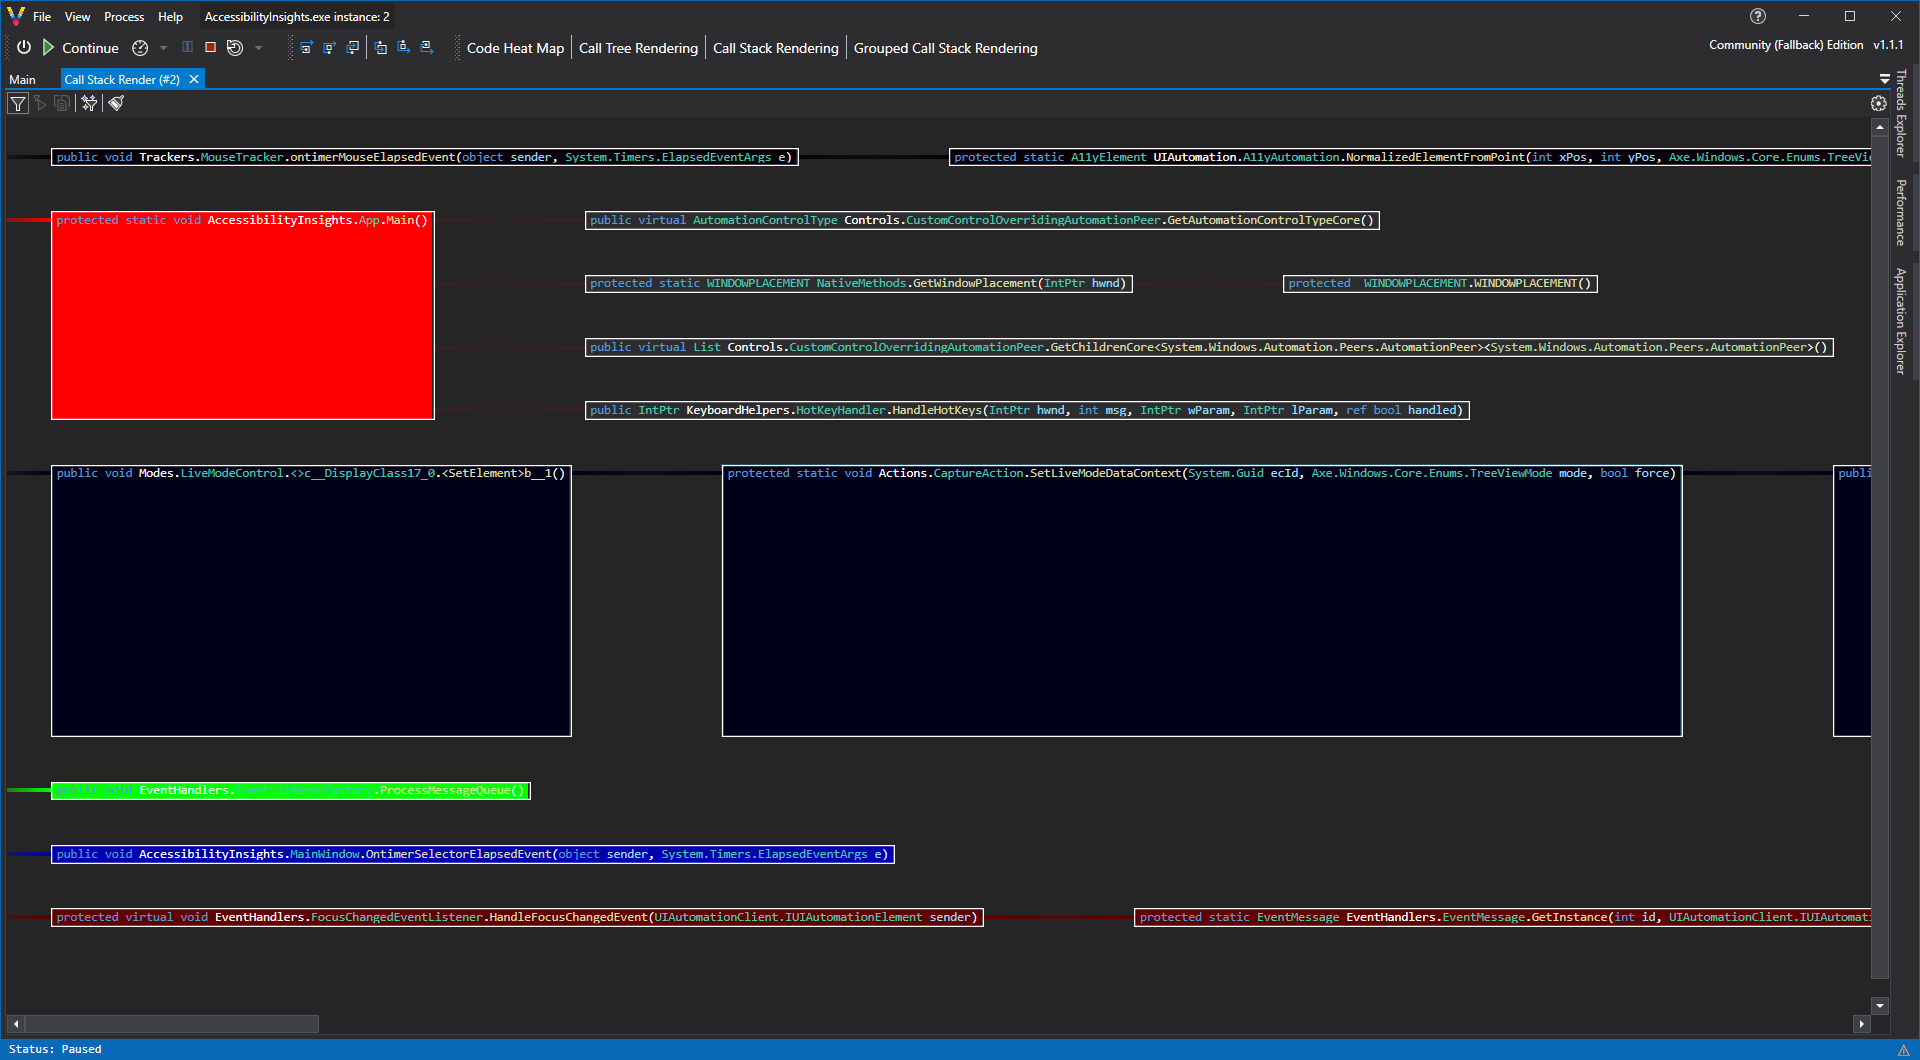 File View Process Help AccessibilityInsights.exe instance: 2
Continue Code Heat Map Call Tree Rendering Call Stack Rendering Grouped Call Stack Rendering Community (Fallback) Edition v1.1.1
Main Call Stack Render (#2)
public void Trackers.MouseTracker.ontimerMouseElapsedEvent(object sender, System.Timers.ElapsedEventArgs e) protected static A11yElement UIAutomation.A11yAutomation.NormalizedElementFromPoint(int xPos, int yPos, Axe.Windows.Core.Enums.TreeVie
protected static void AccessibilityInsights.App.Main() public virtual AutomationControlType Controls.CustomControlOverridingAutomationPeer.GetAutomationControlTypeCore()
protected static WINDOWPLACEMENT NativeMethods.GetWindowPlacement(IntPtr hwnd) protected WINDOWPLACEMENT.WINDOWPLACEMENT()
public virtual List Controls.CustomControlOverridingAutomationPeer.GetChildrenCore<System.Windows.Automation.Peers.AutomationPeer><System.Windows.Automation.Peers.AutomationPeer>()
public IntPtr KeyboardHelpers.HotKeyHandler.HandleHotKeys(IntPtr hwnd, int msg, IntPtr wParam, IntPtr lParam, ref bool handled)
public void Modes.LiveModeControl.<>c__DisplayClass17_0.<SetElement>b__1() protected static void Actions.CaptureAction.SetLiveModeDataContext(System.Guid ecId, Axe.Windows.Core.Enums.TreeViewMode mode, bool force) publi
public void EventHandlers.EventListenerFactory.ProcessMessageQueue()
public void AccessibilityInsights.MainWindow.OntimerSelectorElapsedEvent(object sender, System.Timers.ElapsedEventArgs e)
protected virtual void EventHandlers.FocusChangedEventListener.HandleFocusChangedEvent(UIAutomationClient.IUIAutomationElement sender) protected static EventMessage EventHandlers.EventMessage.GetInstance(int id, UIAutomationClient.IUIAutomati
Threads Explorer
Performance
Application Explorer
Status: Paused